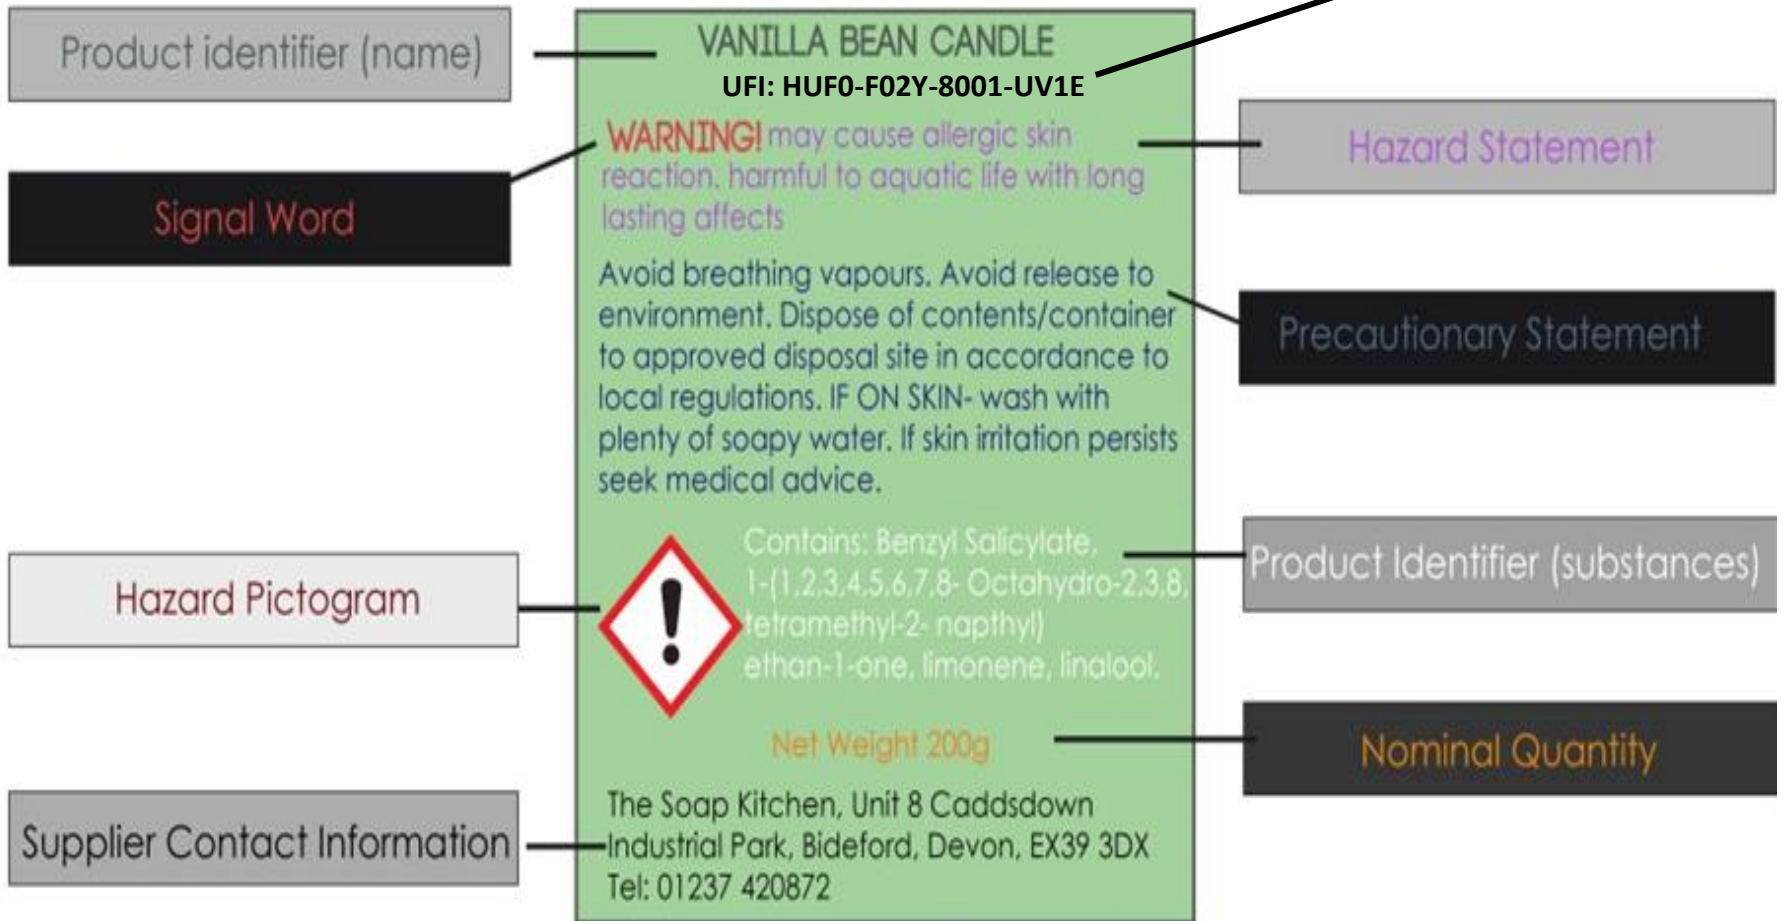 Product identifier (name)
Signal Word
Hazard Pictogram
Supplier Contact Information
VANILLA BEAN CANDLE
UFI: HUF0-F02Y-8001-UV1E
WARNING! may cause allergic skin
reaction. harmful to aquatic life with long
lasting affects
Avoid breathing vapours. Avoid release to
environment. Dispose of contents/container
to approved disposal site in accordance to
local regulations. IF ON SKIN- wash with
plenty of soapy water. If skin irritation persists
seek medical advice.
Contains: Benzyl Salicylate,
1-(1,2,3,4,5,6,7,8- Octahydro-2,3,8,
tetramethyl-2- napthyl)
ethan-1-one, limonene, linalool.
Net Weight 200g
The Soap Kitchen, Unit 8 Caddsdown
Industrial Park, Bideford, Devon, EX39 3DX
Tel: 01237 420872
Hazard Statement
Precautionary Statement
Product Identifier (substances)
Nominal Quantity